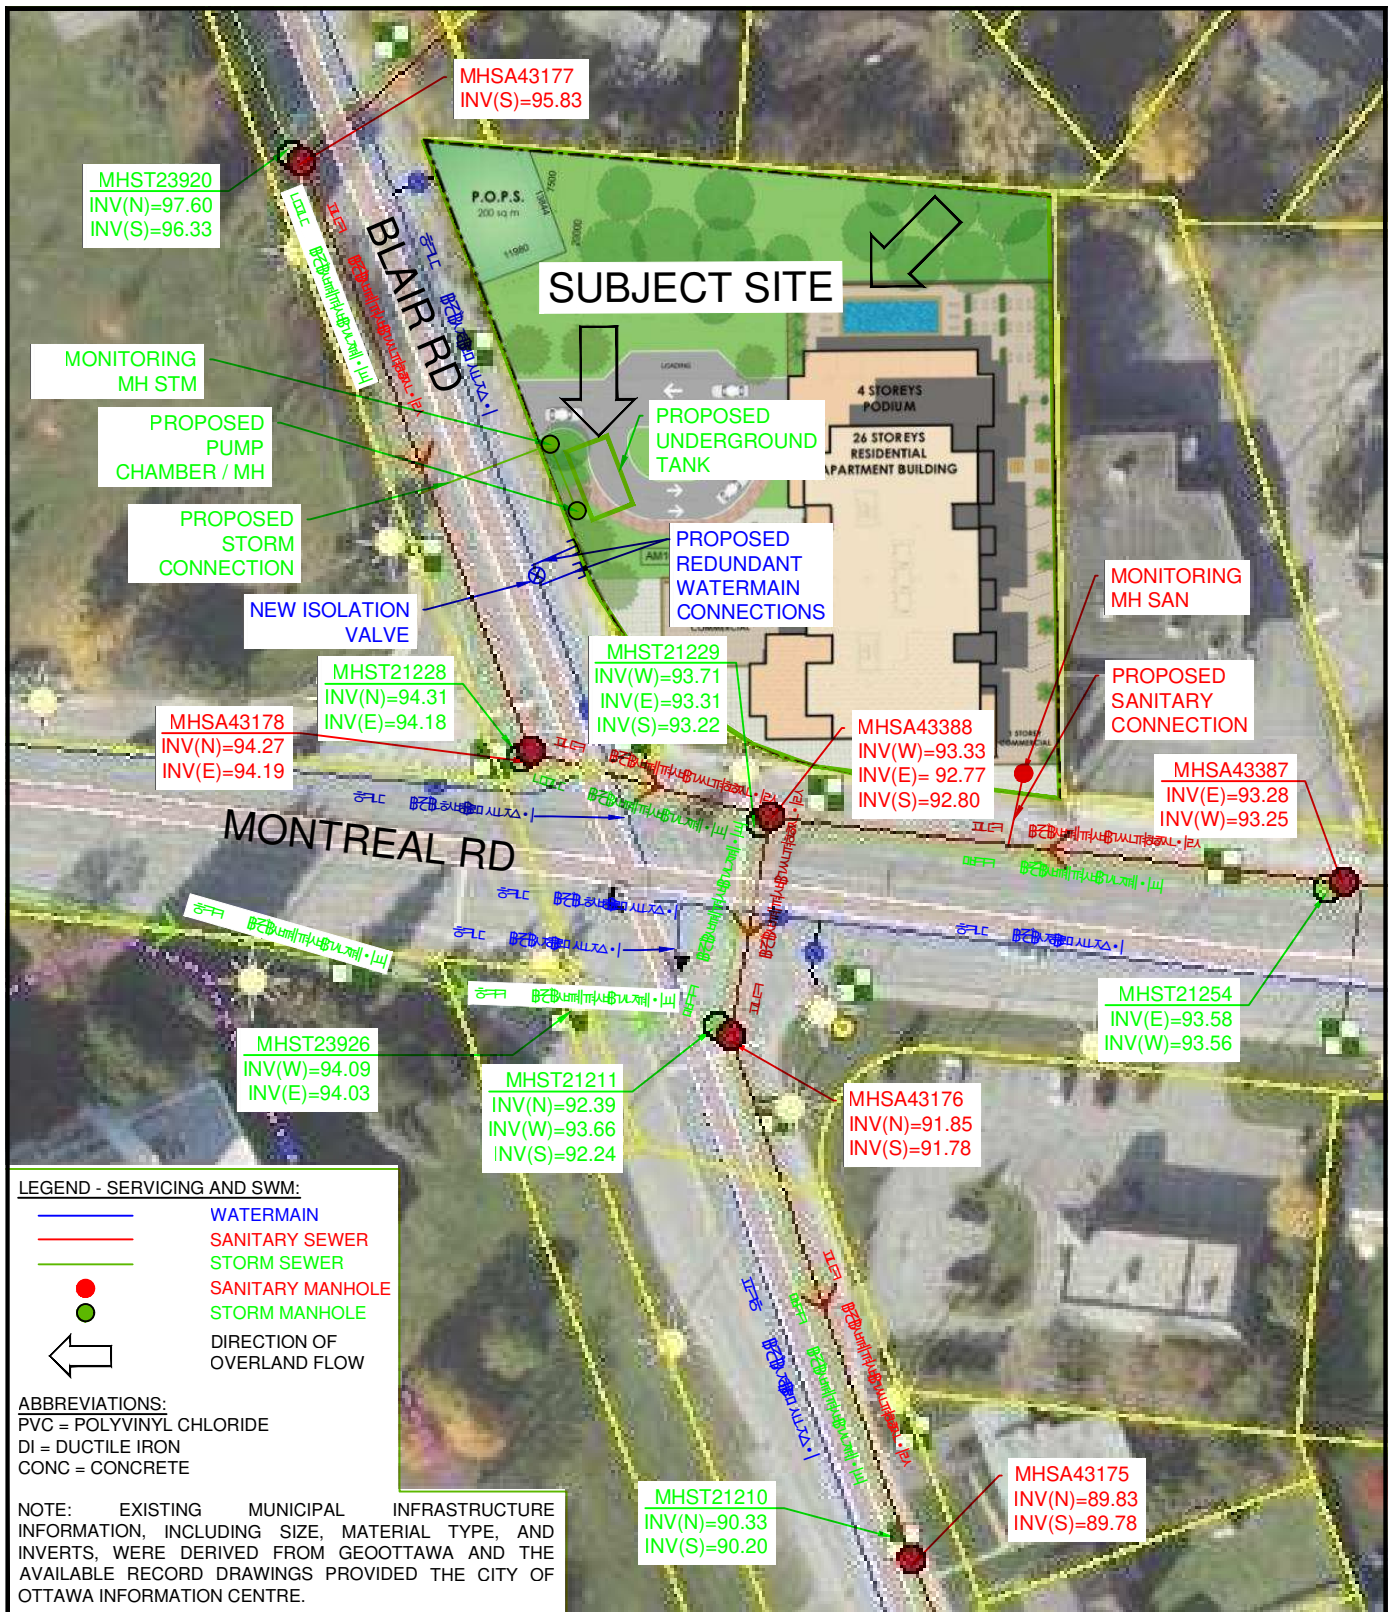 MHSA43177
INV(S)=95.83
MHST23920
INV(N)=97.60
INV(S)=96.33
P.O.P.S.
200 sq m
7500
13844
20000
11980
BLAIR RD
SUBJECT SITE
MONITORING
MH STM
LOADING
4 STOREYS
PODIUM
PROPOSED
PUMP
CHAMBER / MH
PROPOSED
UNDERGROUND
TANK
26 STOREYS
RESIDENTIAL
APARTMENT BUILDING
PROPOSED
STORM
CONNECTION
PROPOSED
REDUNDANT
WATERMAIN
CONNECTIONS
NEW ISOLATION
VALVE
COMMERCIAL
MONITORING
MH SAN
MHST21228
INV(N)=94.31
INV(E)=94.18
MHST21229
INV(W)=93.71
INV(E)=93.31
INV(S)=93.22
PROPOSED
SANITARY
CONNECTION
MHSA43178
INV(N)=94.27
INV(E)=94.19
MHSA43388
INV(W)=93.33
INV(E)= 92.77
INV(S)=92.80
STOREY
COMMERCIAL
MHSA43387
INV(E)=93.28
INV(W)=93.25
MONTREAL RD
MHST21254
INV(E)=93.58
INV(W)=93.56
MHST23926
INV(W)=94.09
INV(E)=94.03
MHST21211
INV(N)=92.39
INV(W)=93.66
INV(S)=92.24
MHSA43176
INV(N)=91.85
INV(S)=91.78
LEGEND - SERVICING AND SWM:
WATERMAIN
SANITARY SEWER
STORM SEWER
SANITARY MANHOLE
STORM MANHOLE
DIRECTION OF
OVERLAND FLOW
ABBREVIATIONS:
PVC = POLYVINYL CHLORIDE
DI = DUCTILE IRON
CONC = CONCRETE
NOTE: EXISTING MUNICIPAL INFRASTRUCTURE
INFORMATION, INCLUDING SIZE, MATERIAL TYPE, AND
INVERTS, WERE DERIVED FROM GEOOTTAWA AND THE
AVAILABLE RECORD DRAWINGS PROVIDED THE CITY OF
OTTAWA INFORMATION CENTRE.
MHST21210
INV(N)=90.33
INV(S)=90.20
MHSA43175
INV(N)=89.83
INV(S)=89.78